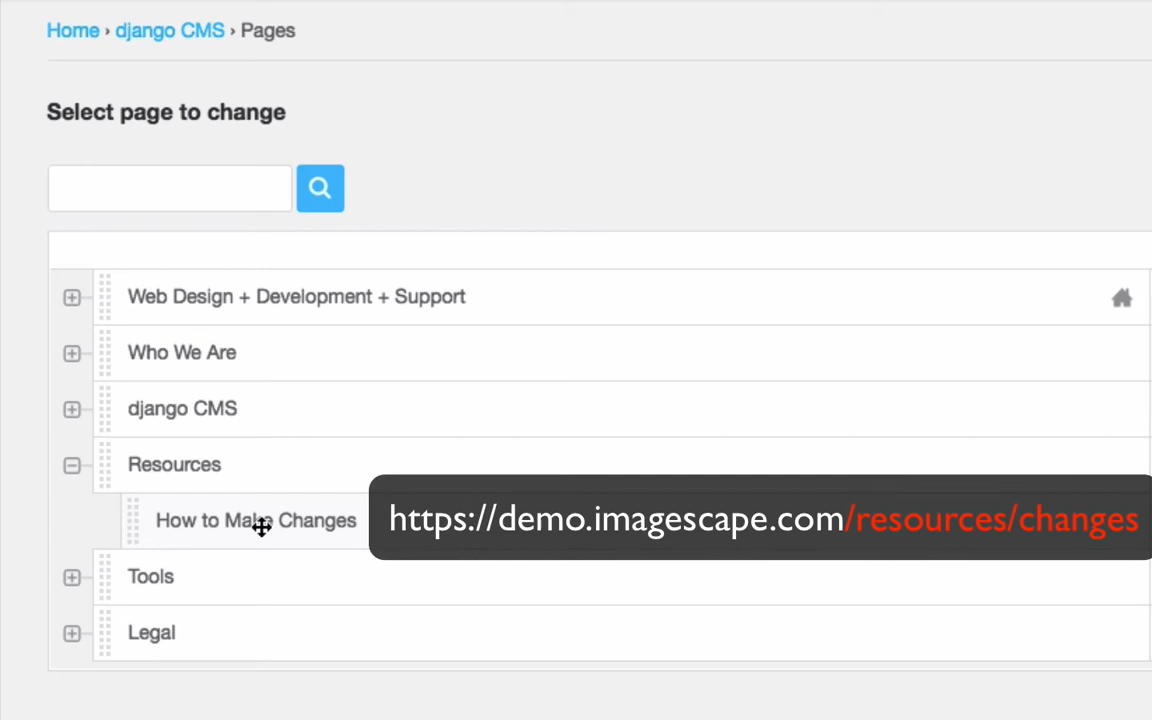 Home › django CMS › Pages
Select page to change
Web Design + Development + Support
Who We Are
django CMS
Resources
How to Make Changes
https://demo.imagescape.com/resources/changes
Tools
Legal